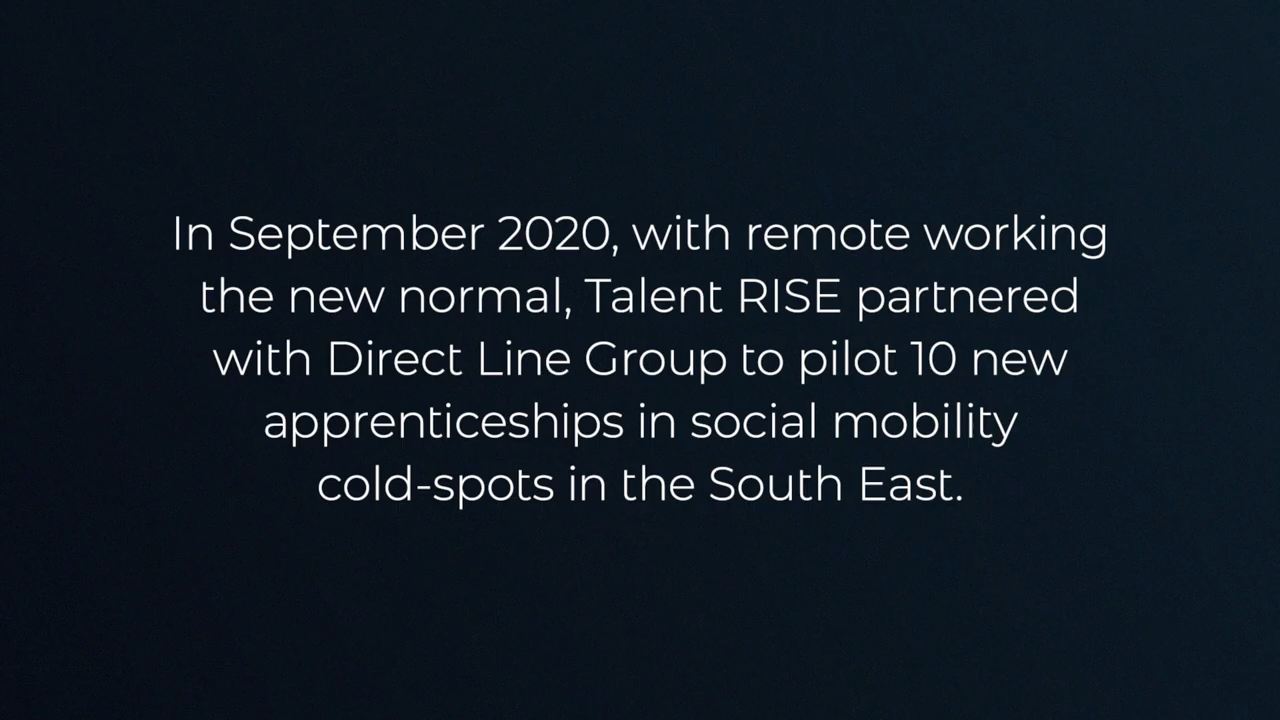 In September 2020, with remote working
the new normal, Talent RISE partnered
with Direct Line Group to pilot 10 new
apprenticeships in social mobility
cold-spots in the South East.